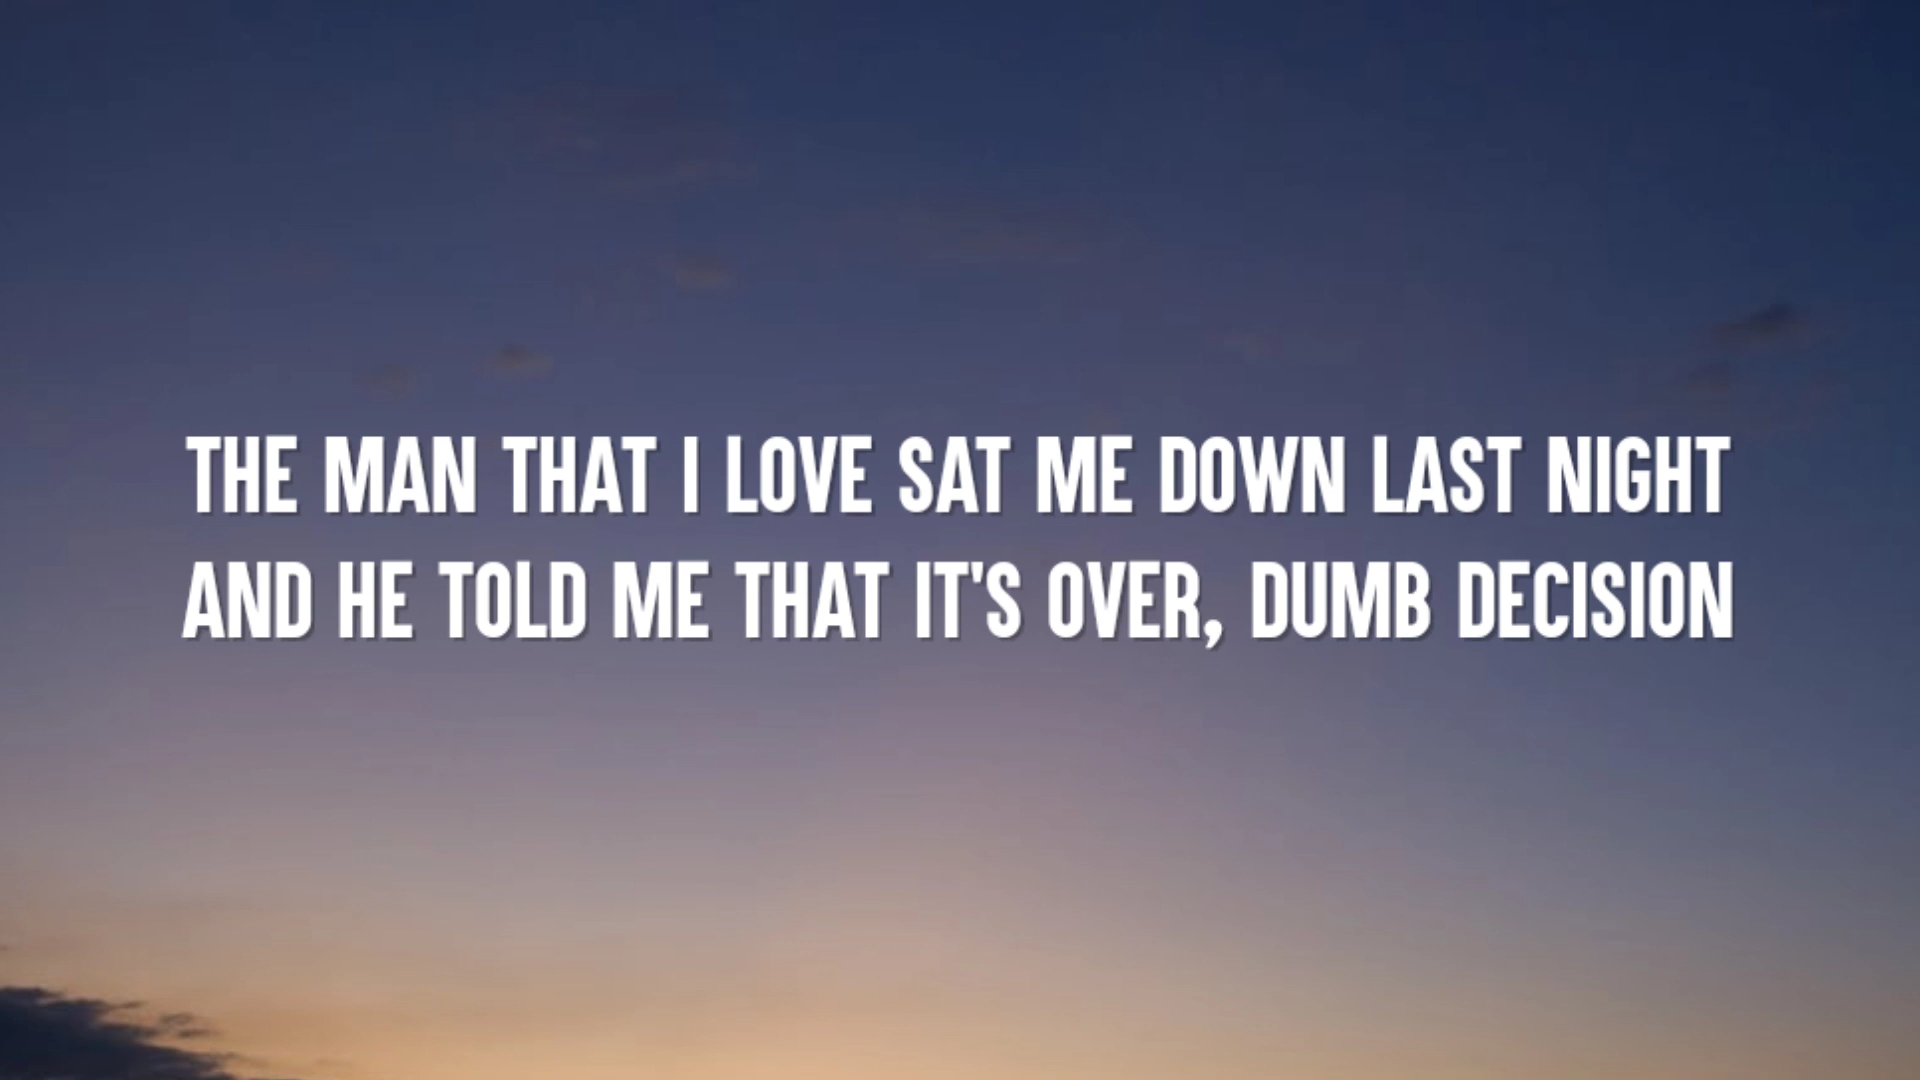 THE MAN THAT I LOVE SAT ME DOWN LAST NIGHT
AND HE TOLD ME THAT IT'S OVER, DUMB DECISION